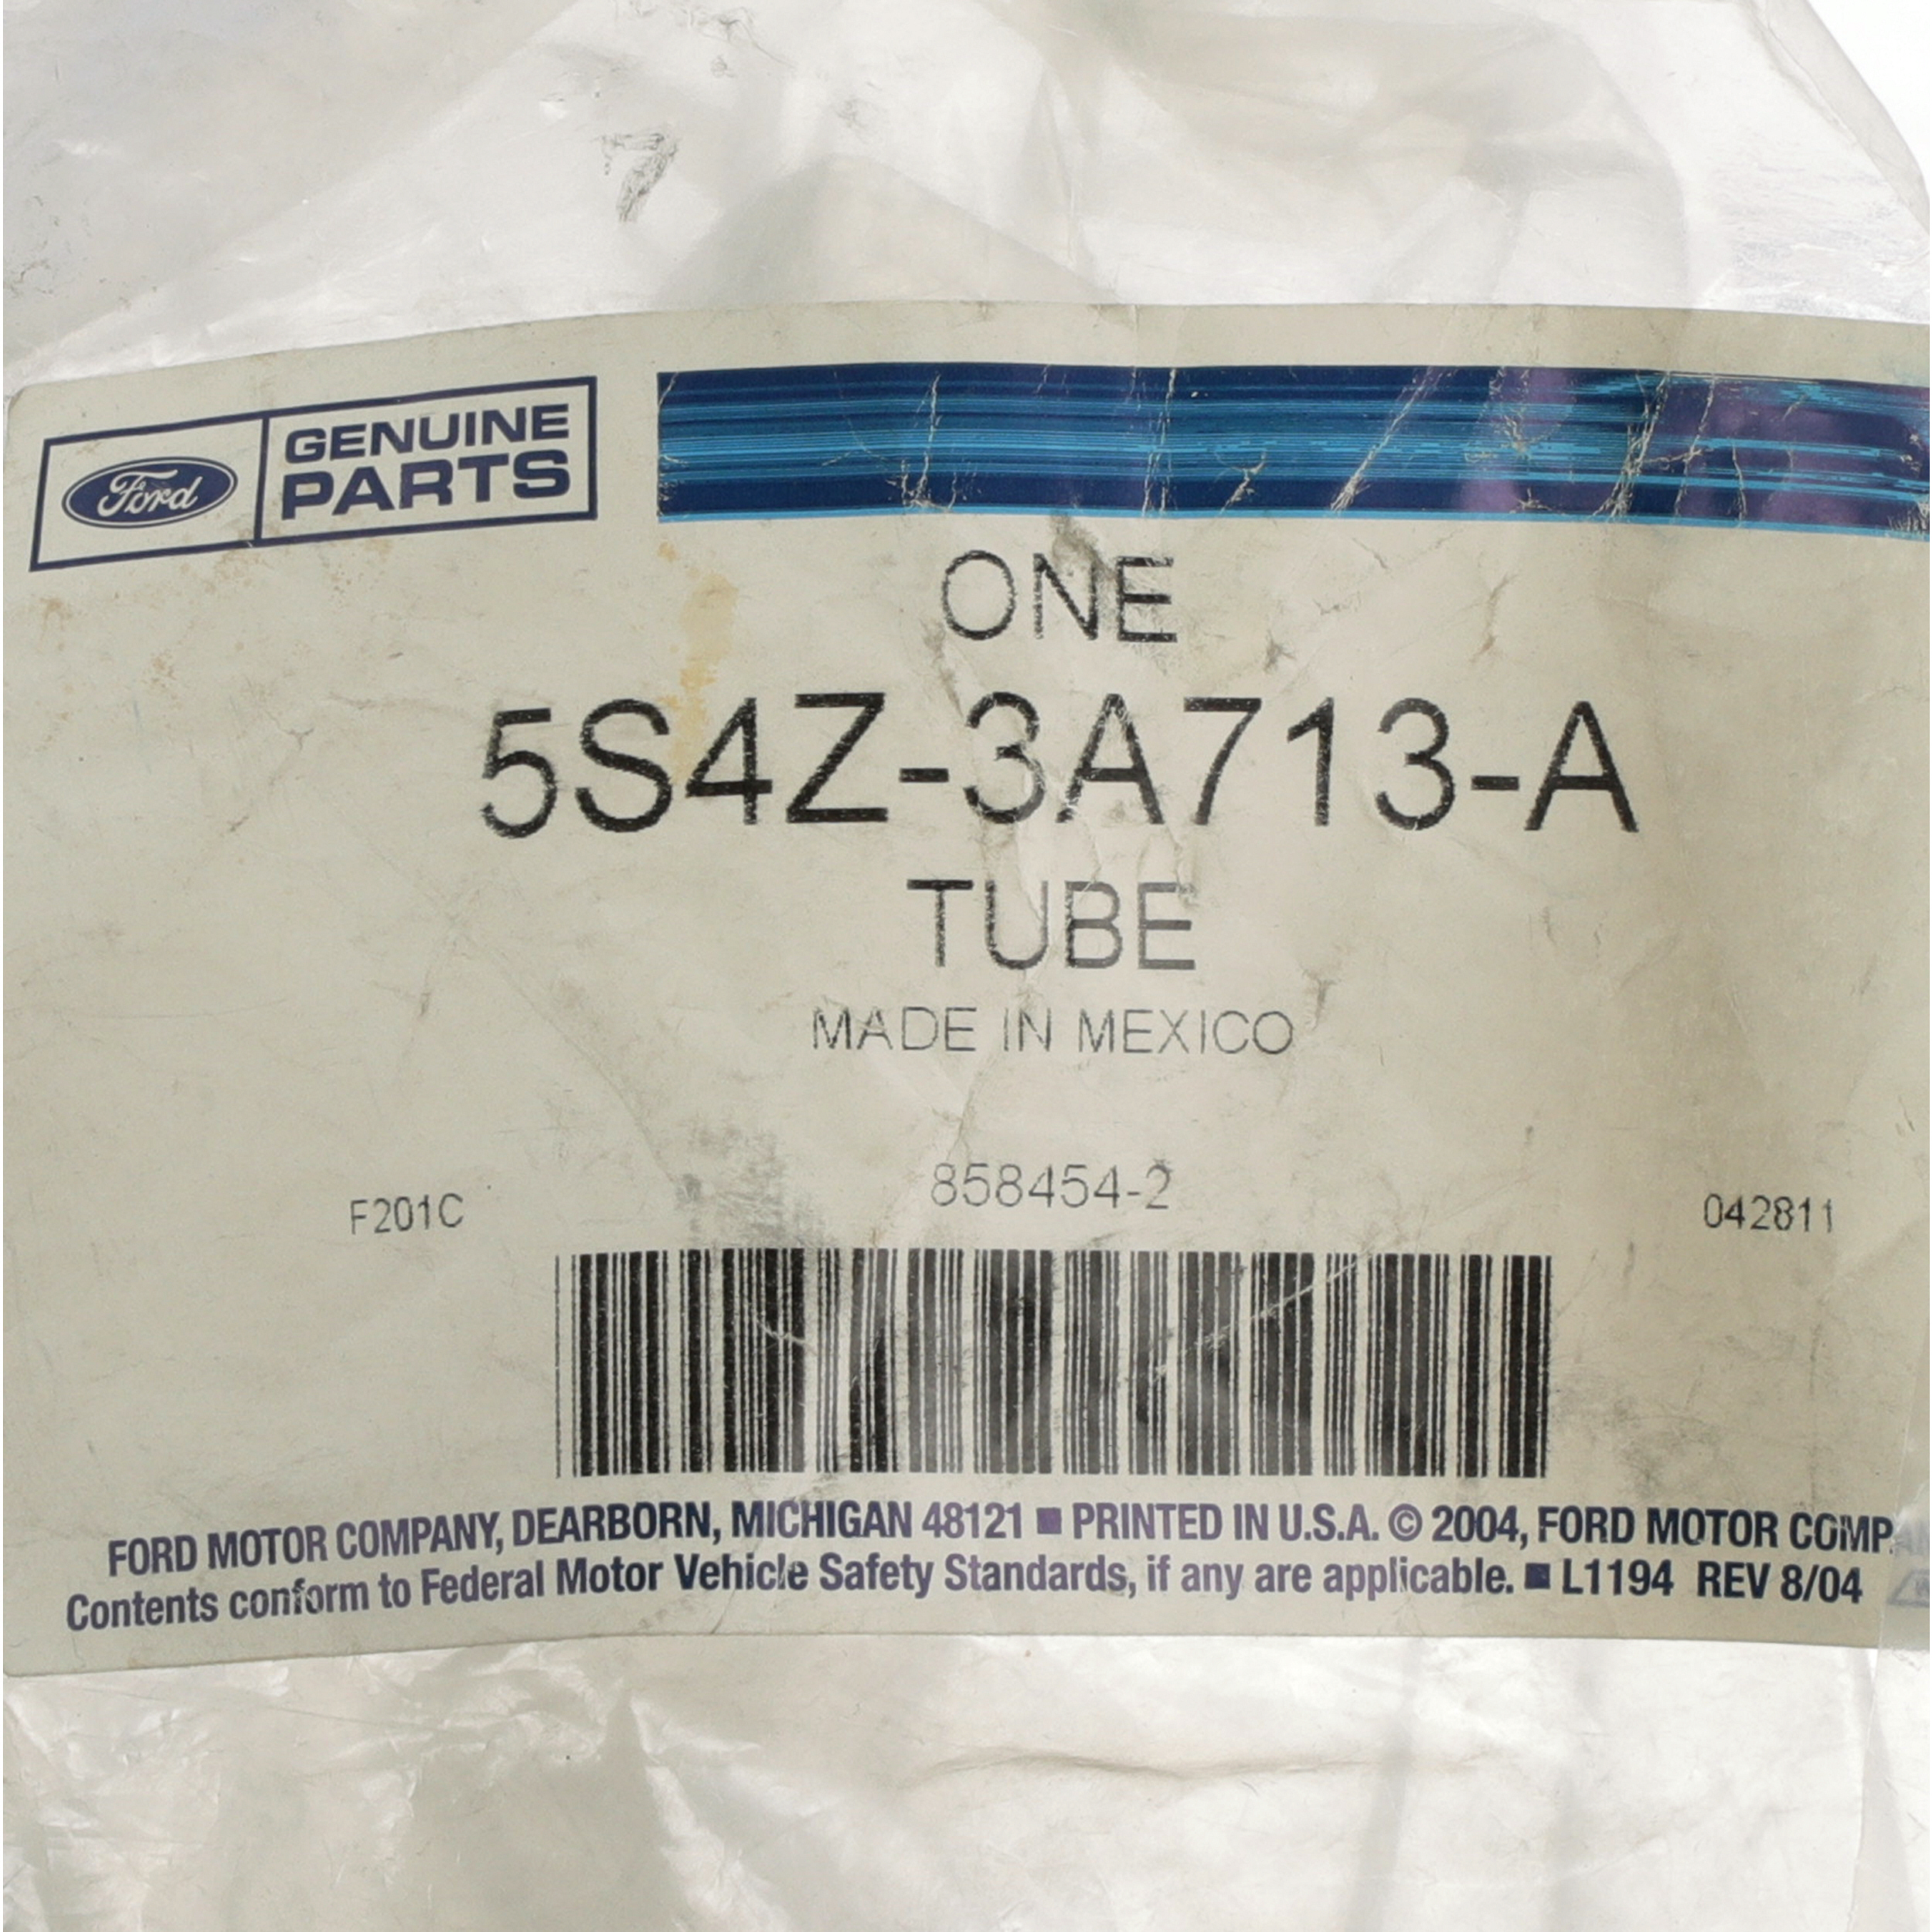 Ford
GENUINE
PARTS
ONE
5S4Z-3A713-A
TUBE
MADE IN MEXICO
F201C
858454-2
042811
FORD MOTOR COMPANY, DEARBORN, MICHIGAN 48121 ■ PRINTED IN U.S.A. © 2004, FORD MOTOR COMP
Contents conform to Federal Motor Vehicle Safety Standards, if any are applicable. ■ L1194 REV 8/04